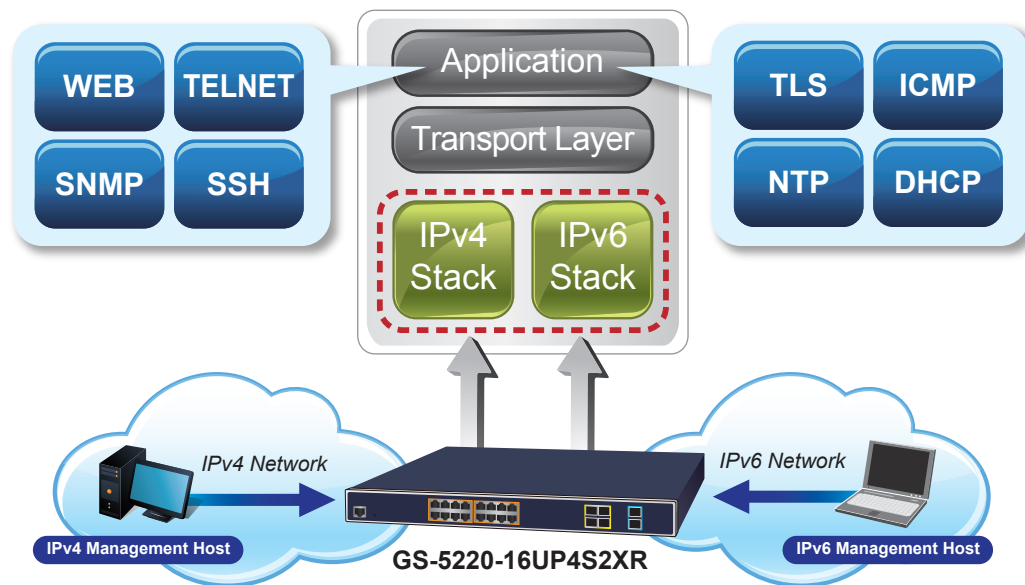 WEB
TELNET
SNMP
SSH
Application
Transport Layer
IPv4
Stack
IPv6
Stack
TLS
ICMP
NTP
DHCP
IPv4 Network
IPv4 Management Host
IPv6 Network
IPv6 Management Host
GS-5220-16UP4S2XR